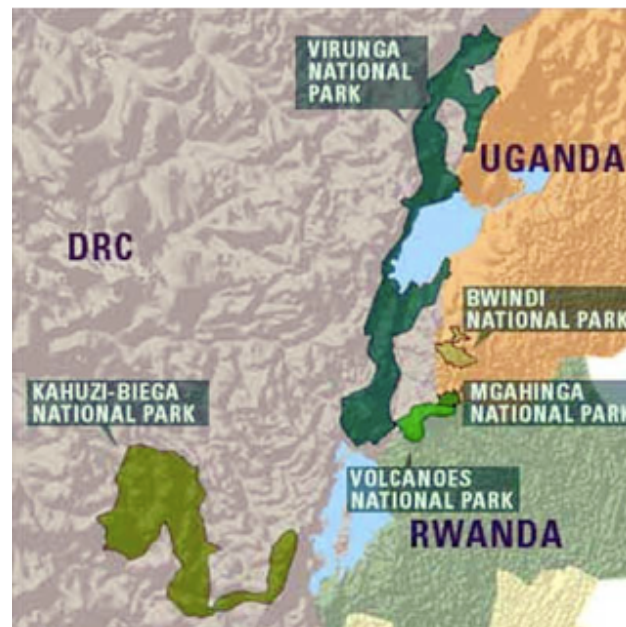 VIRUNGA
NATIONAL
PARK
UGANDA
DRC
BWINDI
NATIONAL PARK
KAHUZI-BIEGA
NATIONAL PARK
MGAHINGA
NATIONAL PARK
VOLCANOES
NATIONAL PARK
RWANDA